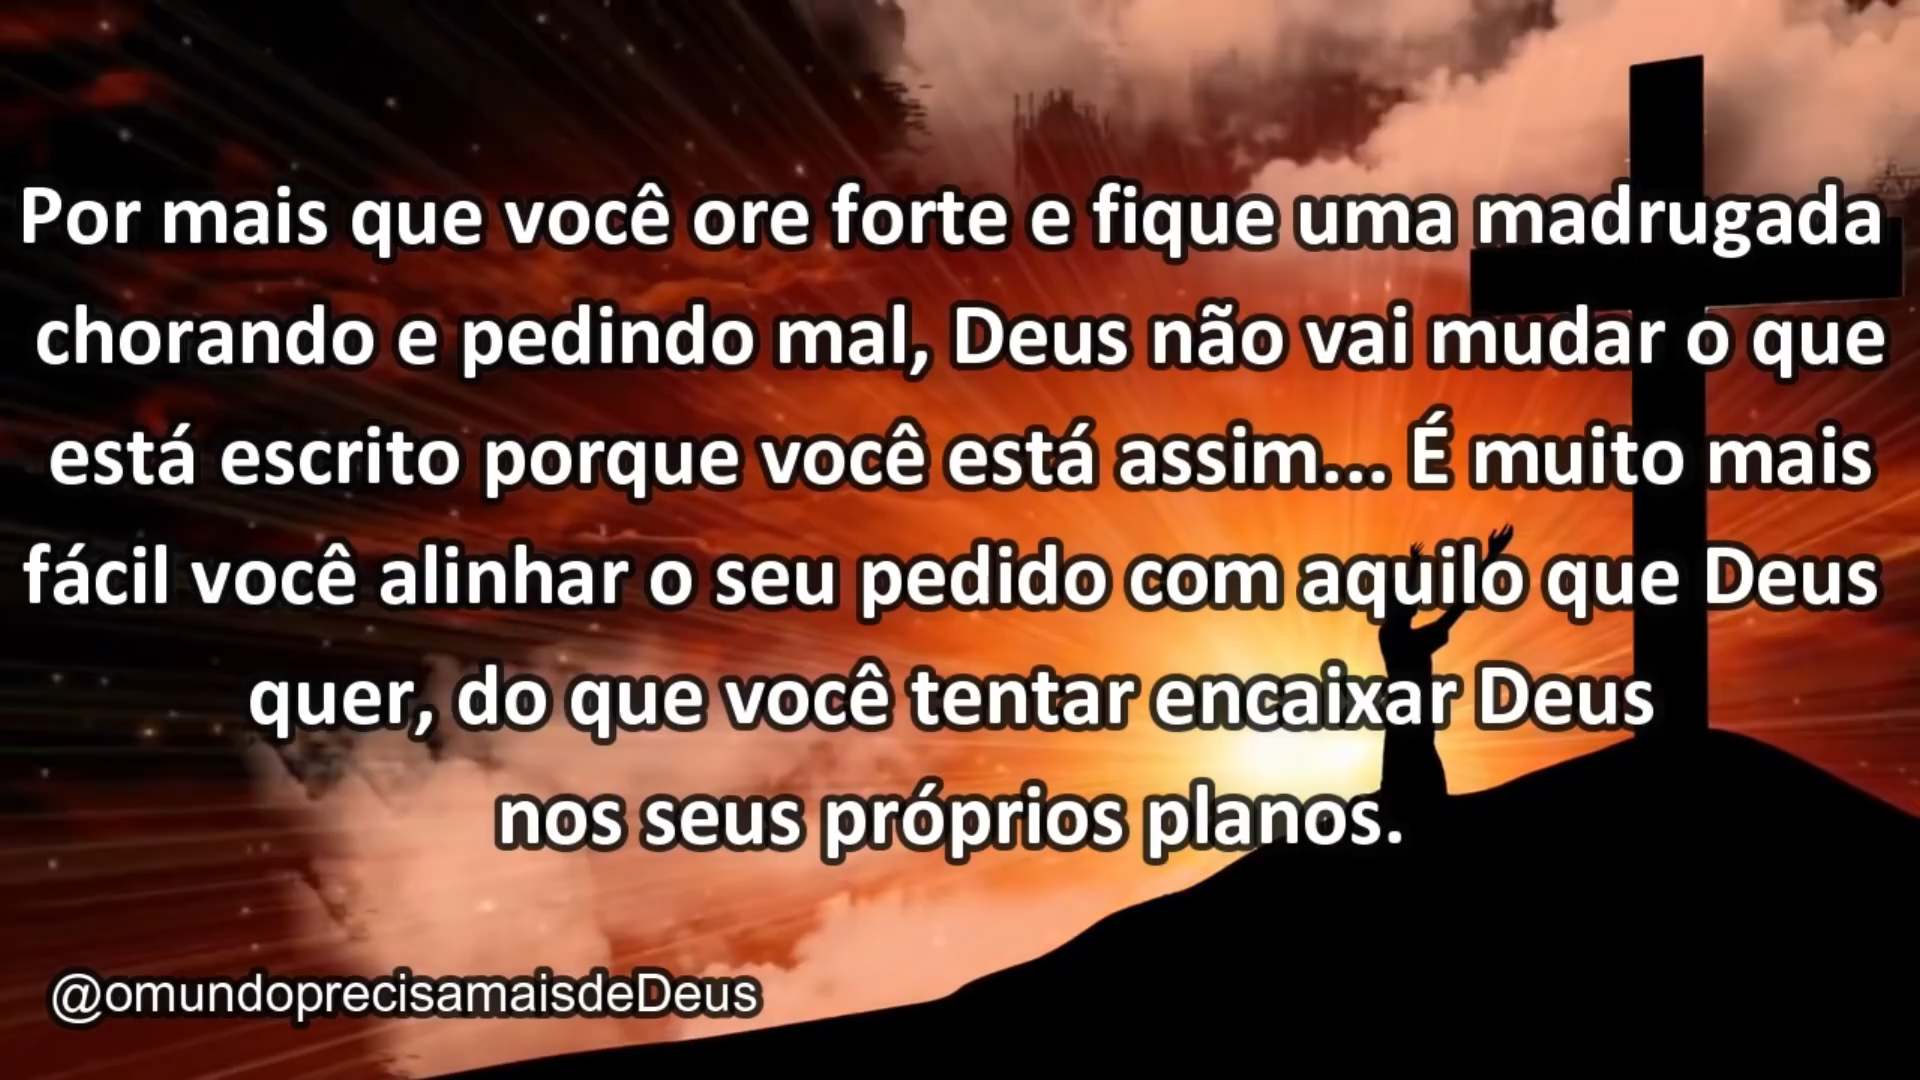 Por mais que você ore forte e fique uma madrugada
chorando e pedindo mal, Deus não vai mudar o que
está escrito porque você está assim... É muito mais
fácil você alinhar o seu pedido com aquilo que Deus
quer, do que você tentar encaixar Deus
nos seus próprios planos.
@omundoprecisamaisdeDeus